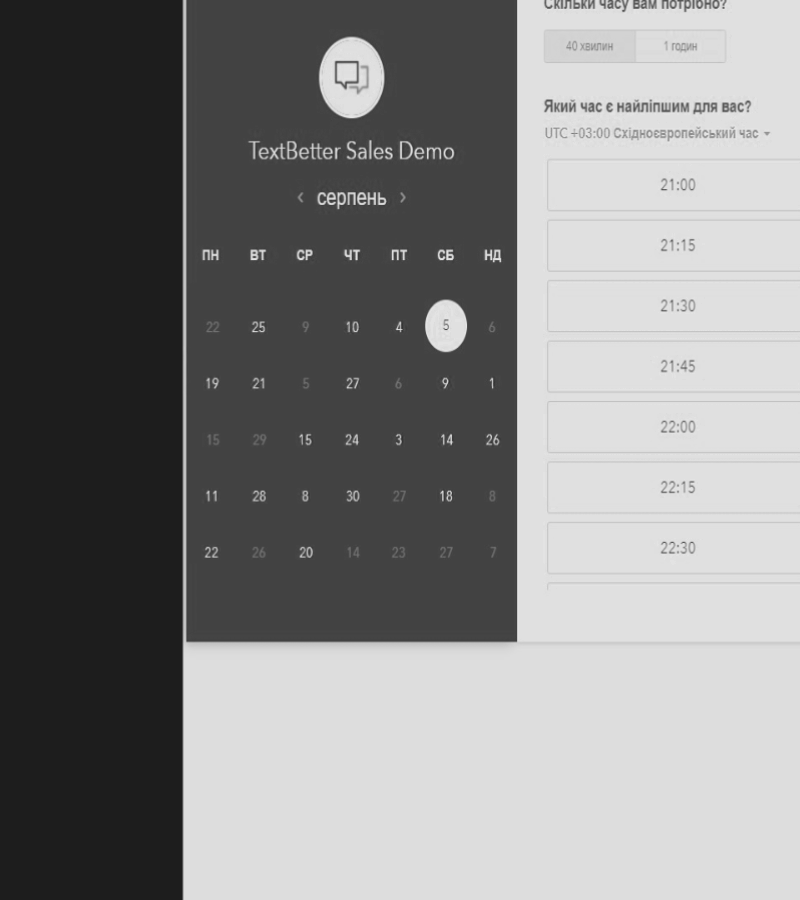 Скільки часу вам потрібно?
40 хвилин 1 годин
TextBetter Sales Demo
‹ серпень ›
ПН ВТ СР ЧТ ПТ СБ НД
22 25 9 10 4 5 6
19 21 5 27 6 9 1
15 29 15 24 3 14 26
11 28 8 30 27 18 8
22 26 20 14 23 27 7
Який час є найліпшим для вас?
UTC +03:00 Східноєвропейський час
21:00
21:15
21:30
21:45
22:00
22:15
22:30